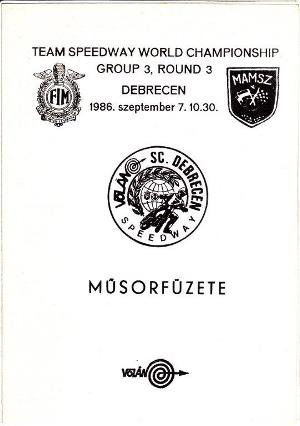 TEAM SPEEDWAY WORLD CHAMPIONSHIP
GROUP 3, ROUND 3
DEBRECEN
1986. szeptember 7. 10.30.
FIM
MAMSZ
VOLÁN SC. DEBRECEN
SPEEDWAY
MŰSORFÜZETE
VOLÁN